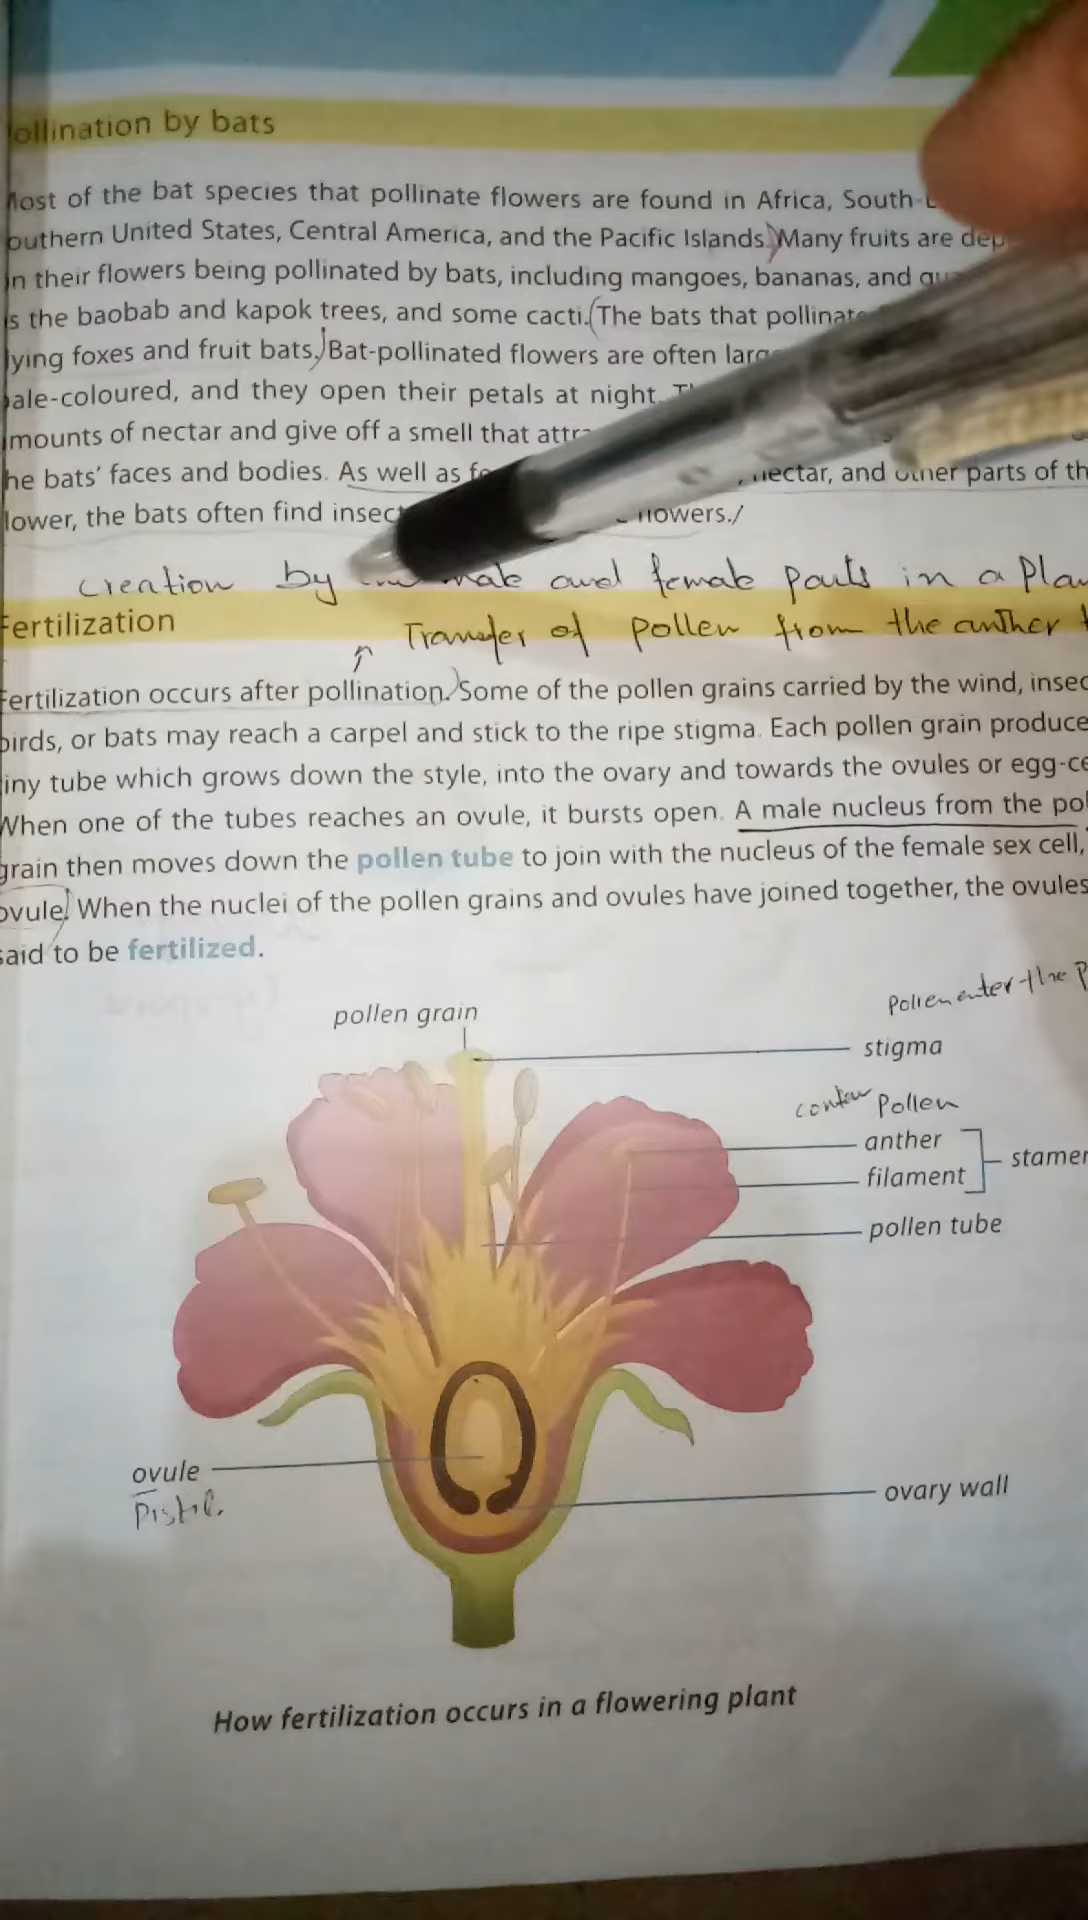 ollination by bats
ost of the bat species that pollinate flowers are found in Africa, South-
outhern United States, Central America, and the Pacific Islands. Many fruits are dep
n their flowers being pollinated by bats, including mangoes, bananas, and
s the baobab and kapok trees, and some cacti. The bats that pollinat
ying foxes and fruit bats. Bat-pollinated flowers are often larg
ale-coloured, and they open their petals at night.
mounts of nectar and give off a smell that attr
he bats' faces and bodies. As well as nectar, and other parts of th
lower, the bats often find insec flowers./
creation by male and female parts in a Plan
Fertilization
Transfer of pollen from the anther
Fertilization occurs after pollination. Some of the pollen grains carried by the wind, insec
birds, or bats may reach a carpel and stick to the ripe stigma. Each pollen grain produce
iny tube which grows down the style, into the ovary and towards the ovules or egg-ce
When one of the tubes reaches an ovule, it bursts open. A male nucleus from the pol
grain then moves down the pollen tube to join with the nucleus of the female sex cell,
ovule. When the nuclei of the pollen grains and ovules have joined together, the ovules
said to be fertilized.
Pollen enter the P
pollen grain
stigma
Pollen
anther
filament
stamen
pollen tube
ovule
Pistil.
ovary wall
How fertilization occurs in a flowering plant